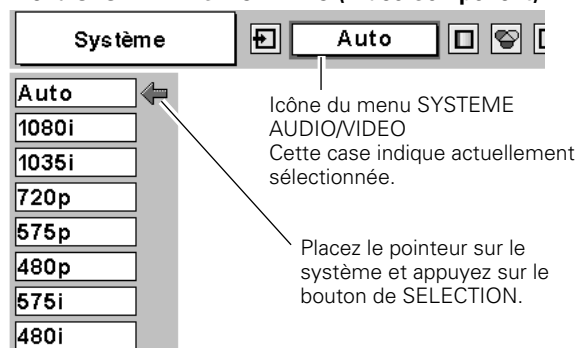 Système
Auto
Auto
1080i
1035i
720p
575p
480p
575i
480i
Icône du menu SYSTEME
AUDIO/VIDEO
Cette case indique actuellement
sélectionnée.
Placez le pointeur sur le
système et appuyez sur le
bouton de SELECTION.